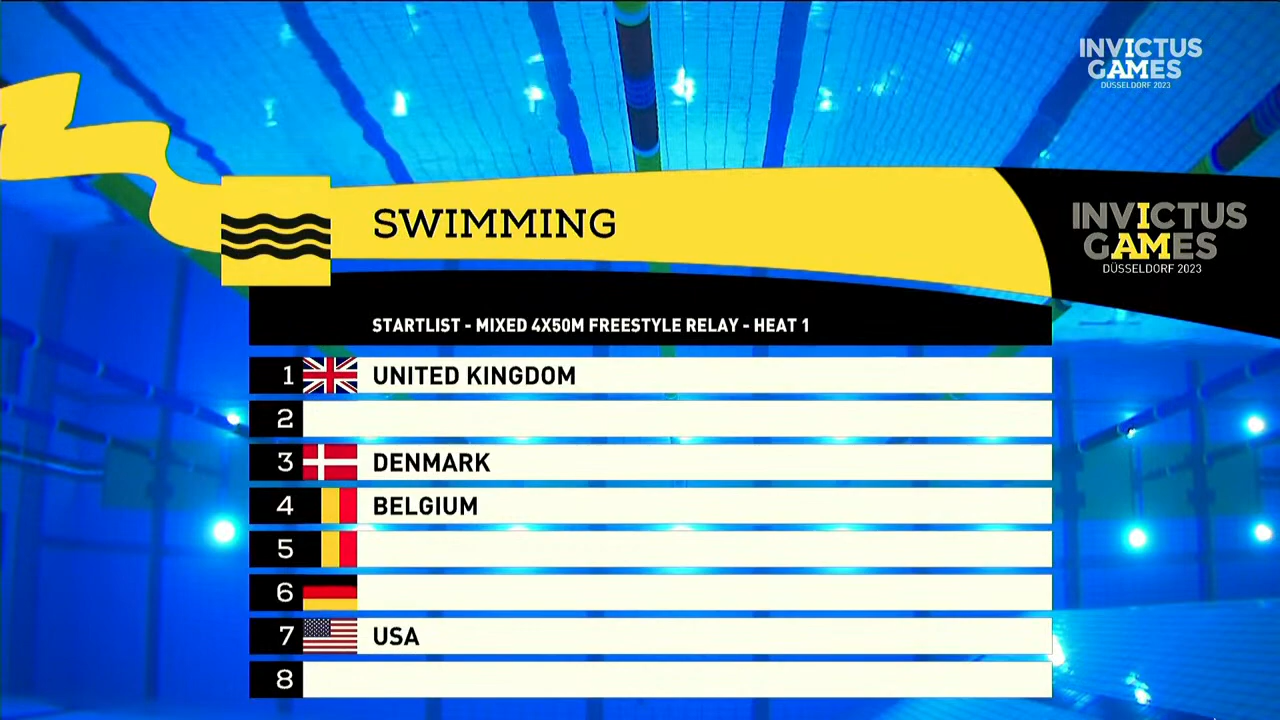 INVICTUS
GAMES
DÜSSELDORF 2023
SWIMMING
INVICTUS
GAMES
DÜSSELDORF 2023
STARTLIST - MIXED 4X50M FREESTYLE RELAY - HEAT 1
1 UNITED KINGDOM
2
3 DENMARK
4 BELGIUM
5
6
7 USA
8